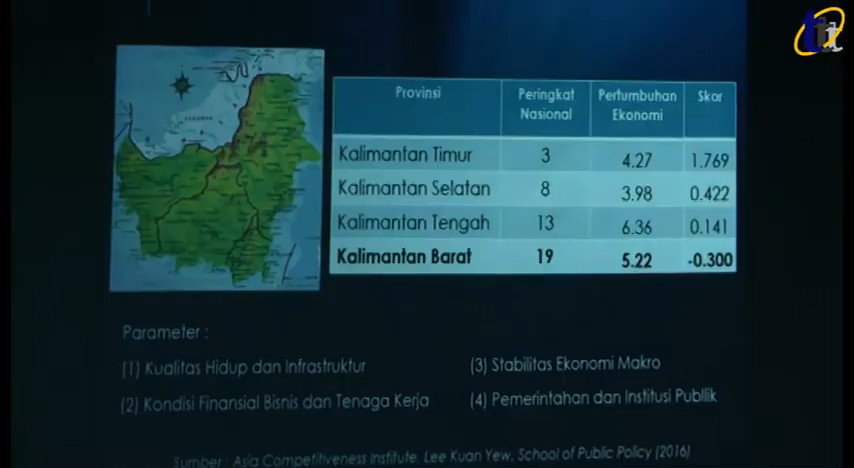 Provinsi Peringkat Nasional Pertumbuhan Ekonomi Skor
Kalimantan Timur 3 4.27 1.769
Kalimantan Selatan 8 3.98 0.422
Kalimantan Tengah 13 6.36 0.141
Kalimantan Barat 19 5.22 -0.300
Parameter :
(1) Kualitas Hidup dan Infrastruktur
(3) Stabilitas Ekonomi Makro
(2) Kondisi Finansial Bisnis dan Tenaga Kerja
(4) Pemerintahan dan Institusi Publlik
Sumber : Asia Competitiveness Institute, Lee Kuan Yew, School of Public Policy (2016)